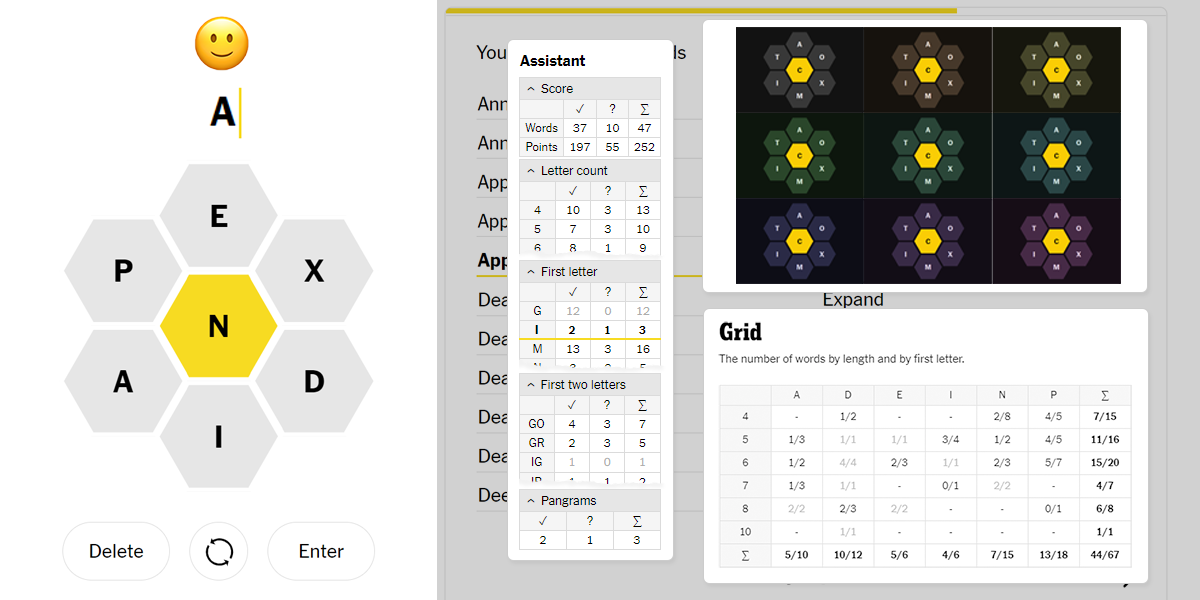 A
E
P
X
N
A
D
I
Delete
Enter
You
ls
Ann
Ann
App
App
App
Dea
Dea
Dea
Dea
Dea
Dee
Expand
Assistant
Score
✓ ? Σ
Words 37 10 47
Points 197 55 252
Letter count
✓ ? Σ
4 10 3 13
5 7 3 10
6 8 1 9
First letter
✓ ? Σ
G 12 0 12
I 2 1 3
M 13 3 16
First two letters
✓ ? Σ
GO 4 3 7
GR 2 3 5
IG 1 0 1
Pangrams
✓ ? Σ
2 1 3
A A A
T O T O T O
C C C
I X I X I X
M M M
A A A
T O T O T O
C C C
I X I X I X
M M M
A A A
T O T O T O
C C C
I X I X I X
M M M
Grid
The number of words by length and by first letter.
A D E I N P Σ
4 - 1/2 - - 2/8 4/5 7/15
5 1/3 1/1 1/1 3/4 1/2 4/5 11/16
6 1/2 4/4 2/3 1/1 2/3 5/7 15/20
7 1/3 1/1 - 0/1 2/2 - 4/7
8 2/2 2/3 2/2 - - 0/1 6/8
10 - 1/1 - - - - 1/1
Σ 5/10 10/12 5/6 4/6 7/15 13/18 44/67